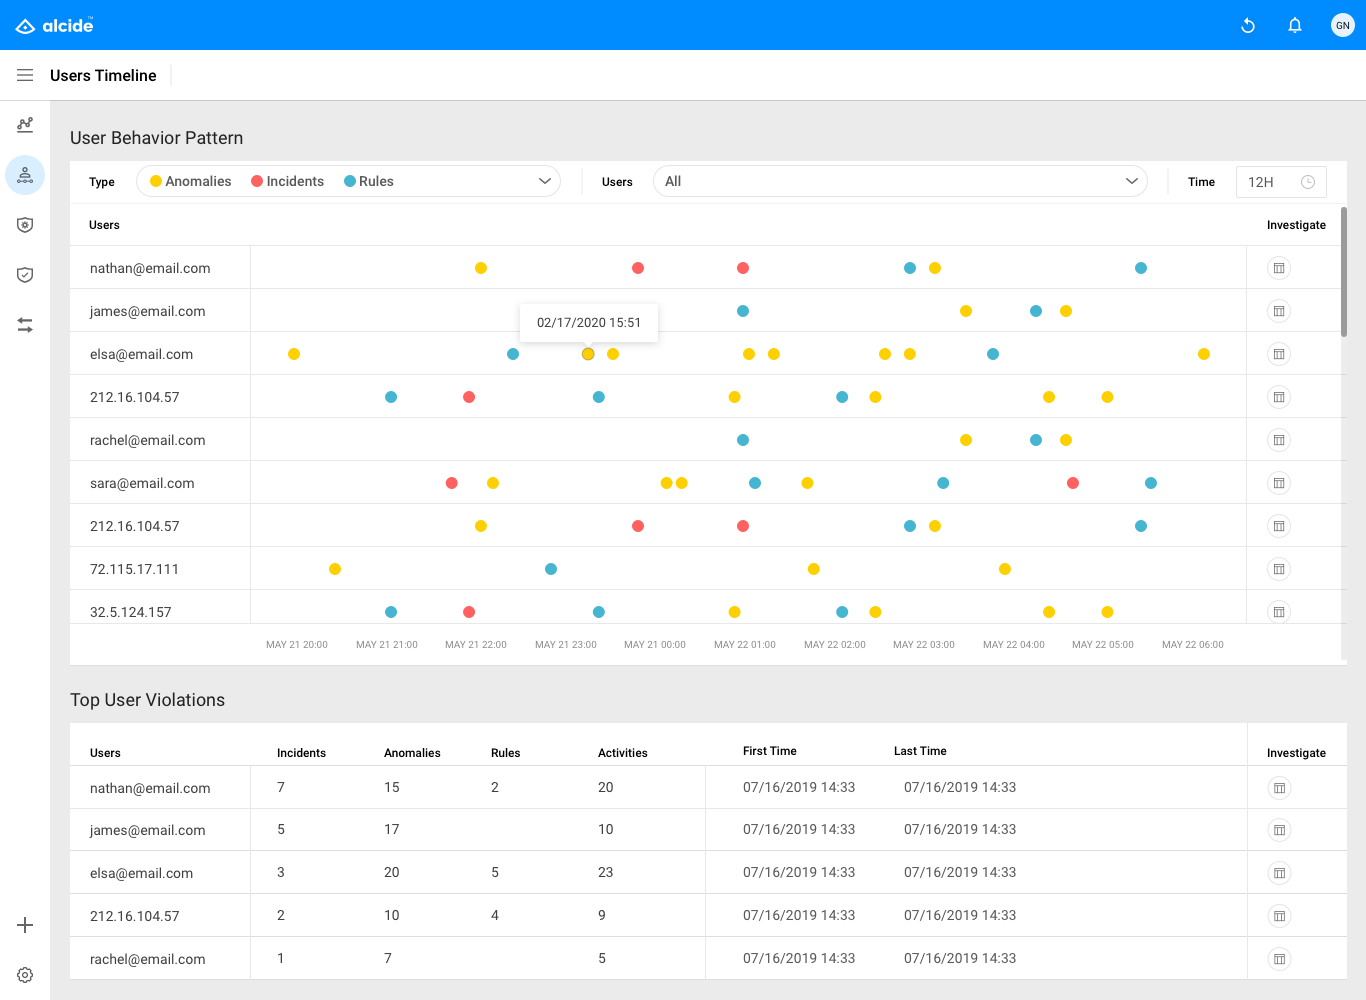 alcide™
GN
Users Timeline
User Behavior Pattern
Type Anomalies Incidents Rules Users All Time 12H
Users Investigate
nathan@email.com
james@email.com
02/17/2020 15:51
elsa@email.com
212.16.104.57
rachel@email.com
sara@email.com
212.16.104.57
72.115.17.111
32.5.124.157
MAY 21 20:00 MAY 21 21:00 MAY 21 22:00 MAY 21 23:00 MAY 21 00:00 MAY 22 01:00 MAY 22 02:00 MAY 22 03:00 MAY 22 04:00 MAY 22 05:00 MAY 22 06:00
Top User Violations
Users Incidents Anomalies Rules Activities First Time Last Time Investigate
nathan@email.com 7 15 2 20 07/16/2019 14:33 07/16/2019 14:33
james@email.com 5 17 10 07/16/2019 14:33 07/16/2019 14:33
elsa@email.com 3 20 5 23 07/16/2019 14:33 07/16/2019 14:33
212.16.104.57 2 10 4 9 07/16/2019 14:33 07/16/2019 14:33
rachel@email.com 1 7 5 07/16/2019 14:33 07/16/2019 14:33